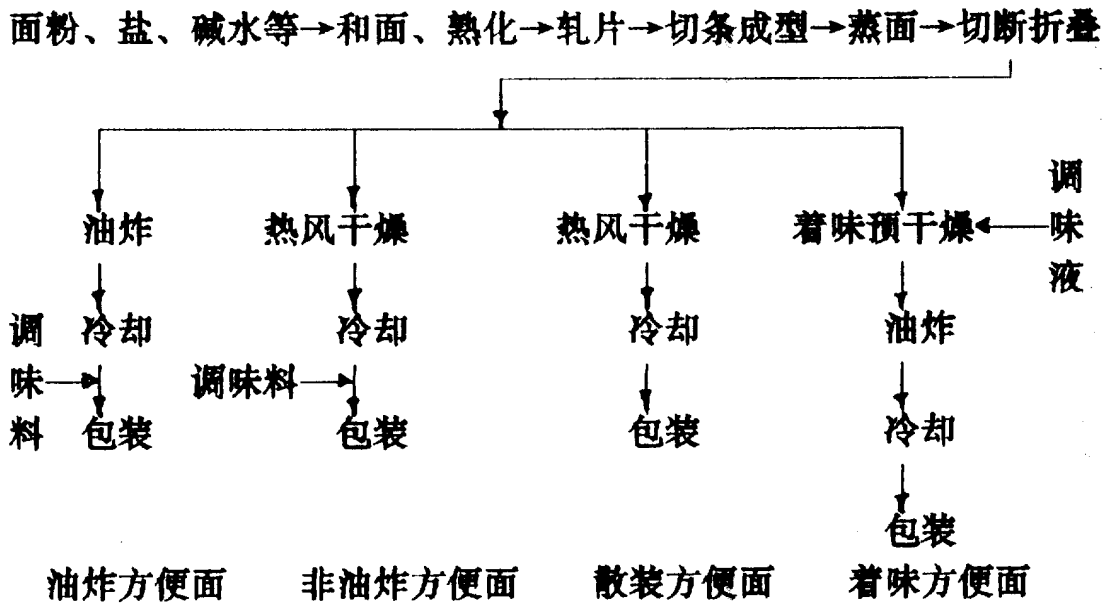 面粉、盐、碱水等→和面、熟化→轧片→切条成型→蒸面→切断折叠
油炸 热风干燥 热风干燥 着味预干燥 调味液
冷却 冷却 冷却 油炸
调味料 调味料
包装 包装 包装 冷却
包装
油炸方便面 非油炸方便面 散装方便面 着味方便面